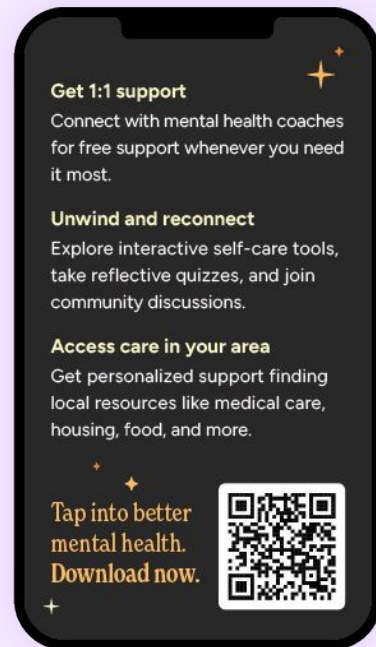 Get 1:1 support
Connect with mental health coaches
for free support whenever you need
it most.
Unwind and reconnect
Explore interactive self-care tools,
take reflective quizzes, and join
community discussions.
Access care in your area
Get personalized support finding
local resources like medical care,
housing, food, and more.
Tap into better
mental health.
Download now.